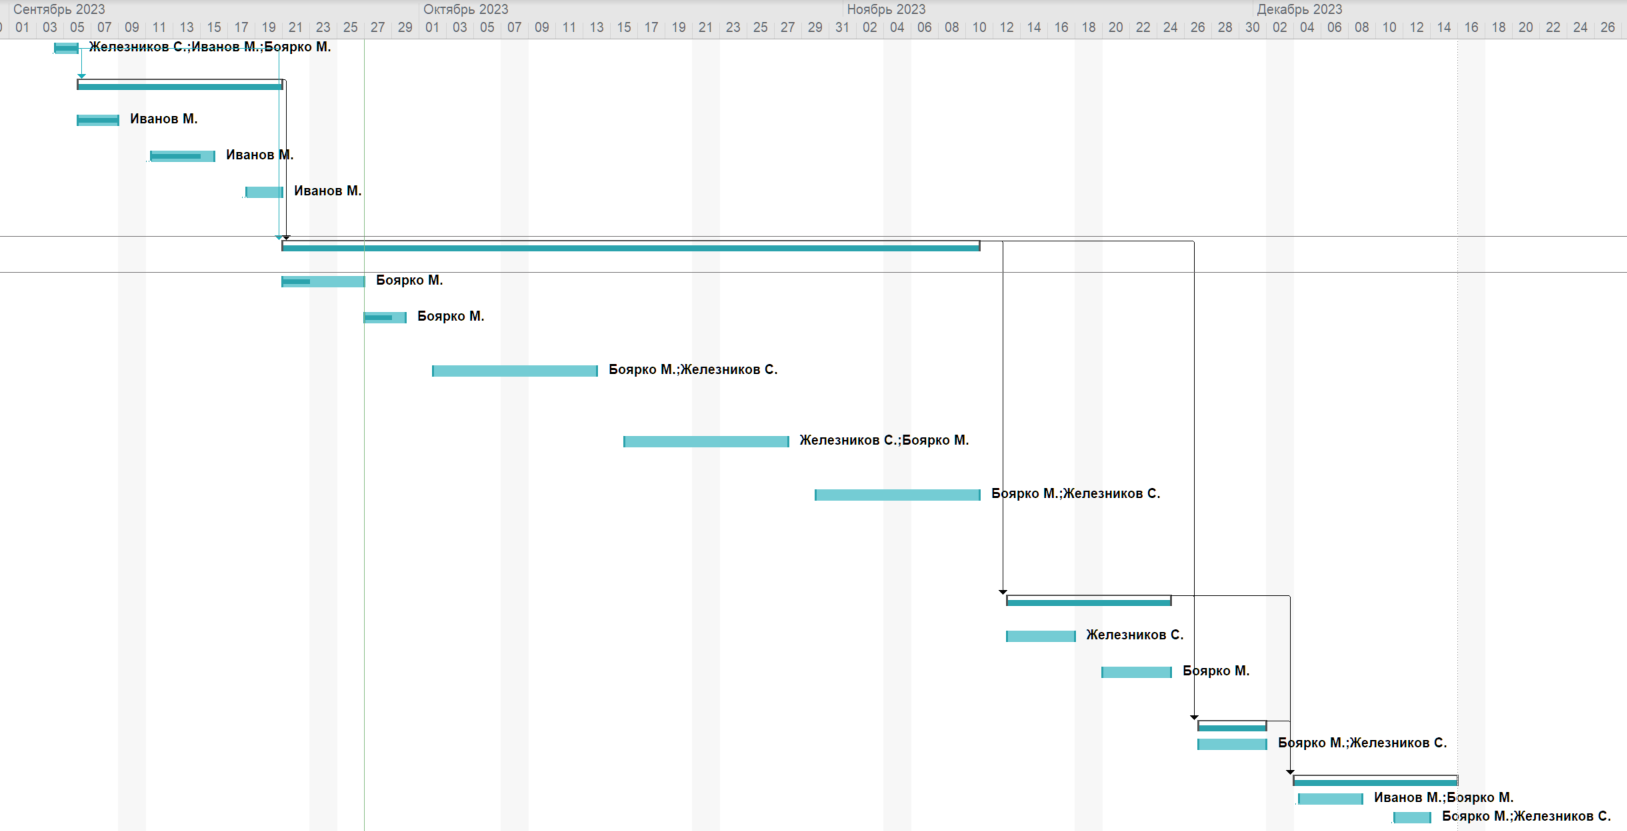 Сентябрь 2023 Октябрь 2023 Ноябрь 2023 Декабрь 2023
0 01 03 05 07 09 11 13 15 17 19 21 23 25 27 29 01 03 05 07 09 11 13 15 17 19 21 23 25 27 29 31 02 04 06 08 10 12 14 16 18 20 22 24 26 28 30 02 04 06 08 10 12 14 16 18 20 22 24 26
Железников С.;Иванов М.;Боярко М.
Иванов М.
Иванов М.
Иванов М.
Боярко М.
Боярко М.
Боярко М.;Железников С.
Железников С.;Боярко М.
Боярко М.;Железников С.
Железников С.
Боярко М.
Боярко М.;Железников С.
Иванов М.;Боярко М.
Боярко М.;Железников С.